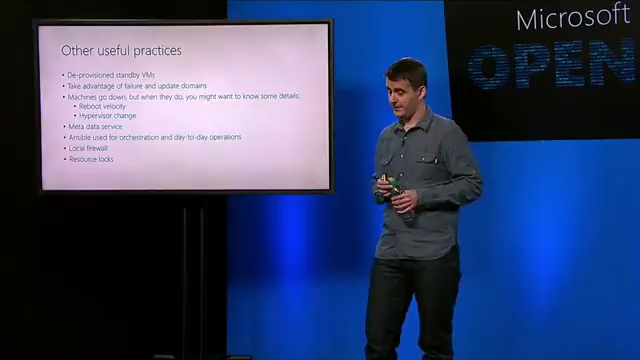 Other useful practices
• De-provisioned standby VMs
• Take advantage of failure and update domains
• Machines go down, but when they do, you might want to know some details:
• Reboot velocity
• Hypervisor change
• Meta data service
• Ansible used for orchestration and day-to-day operations
• Local firewall
• Resource locks
Microsoft
OPEN